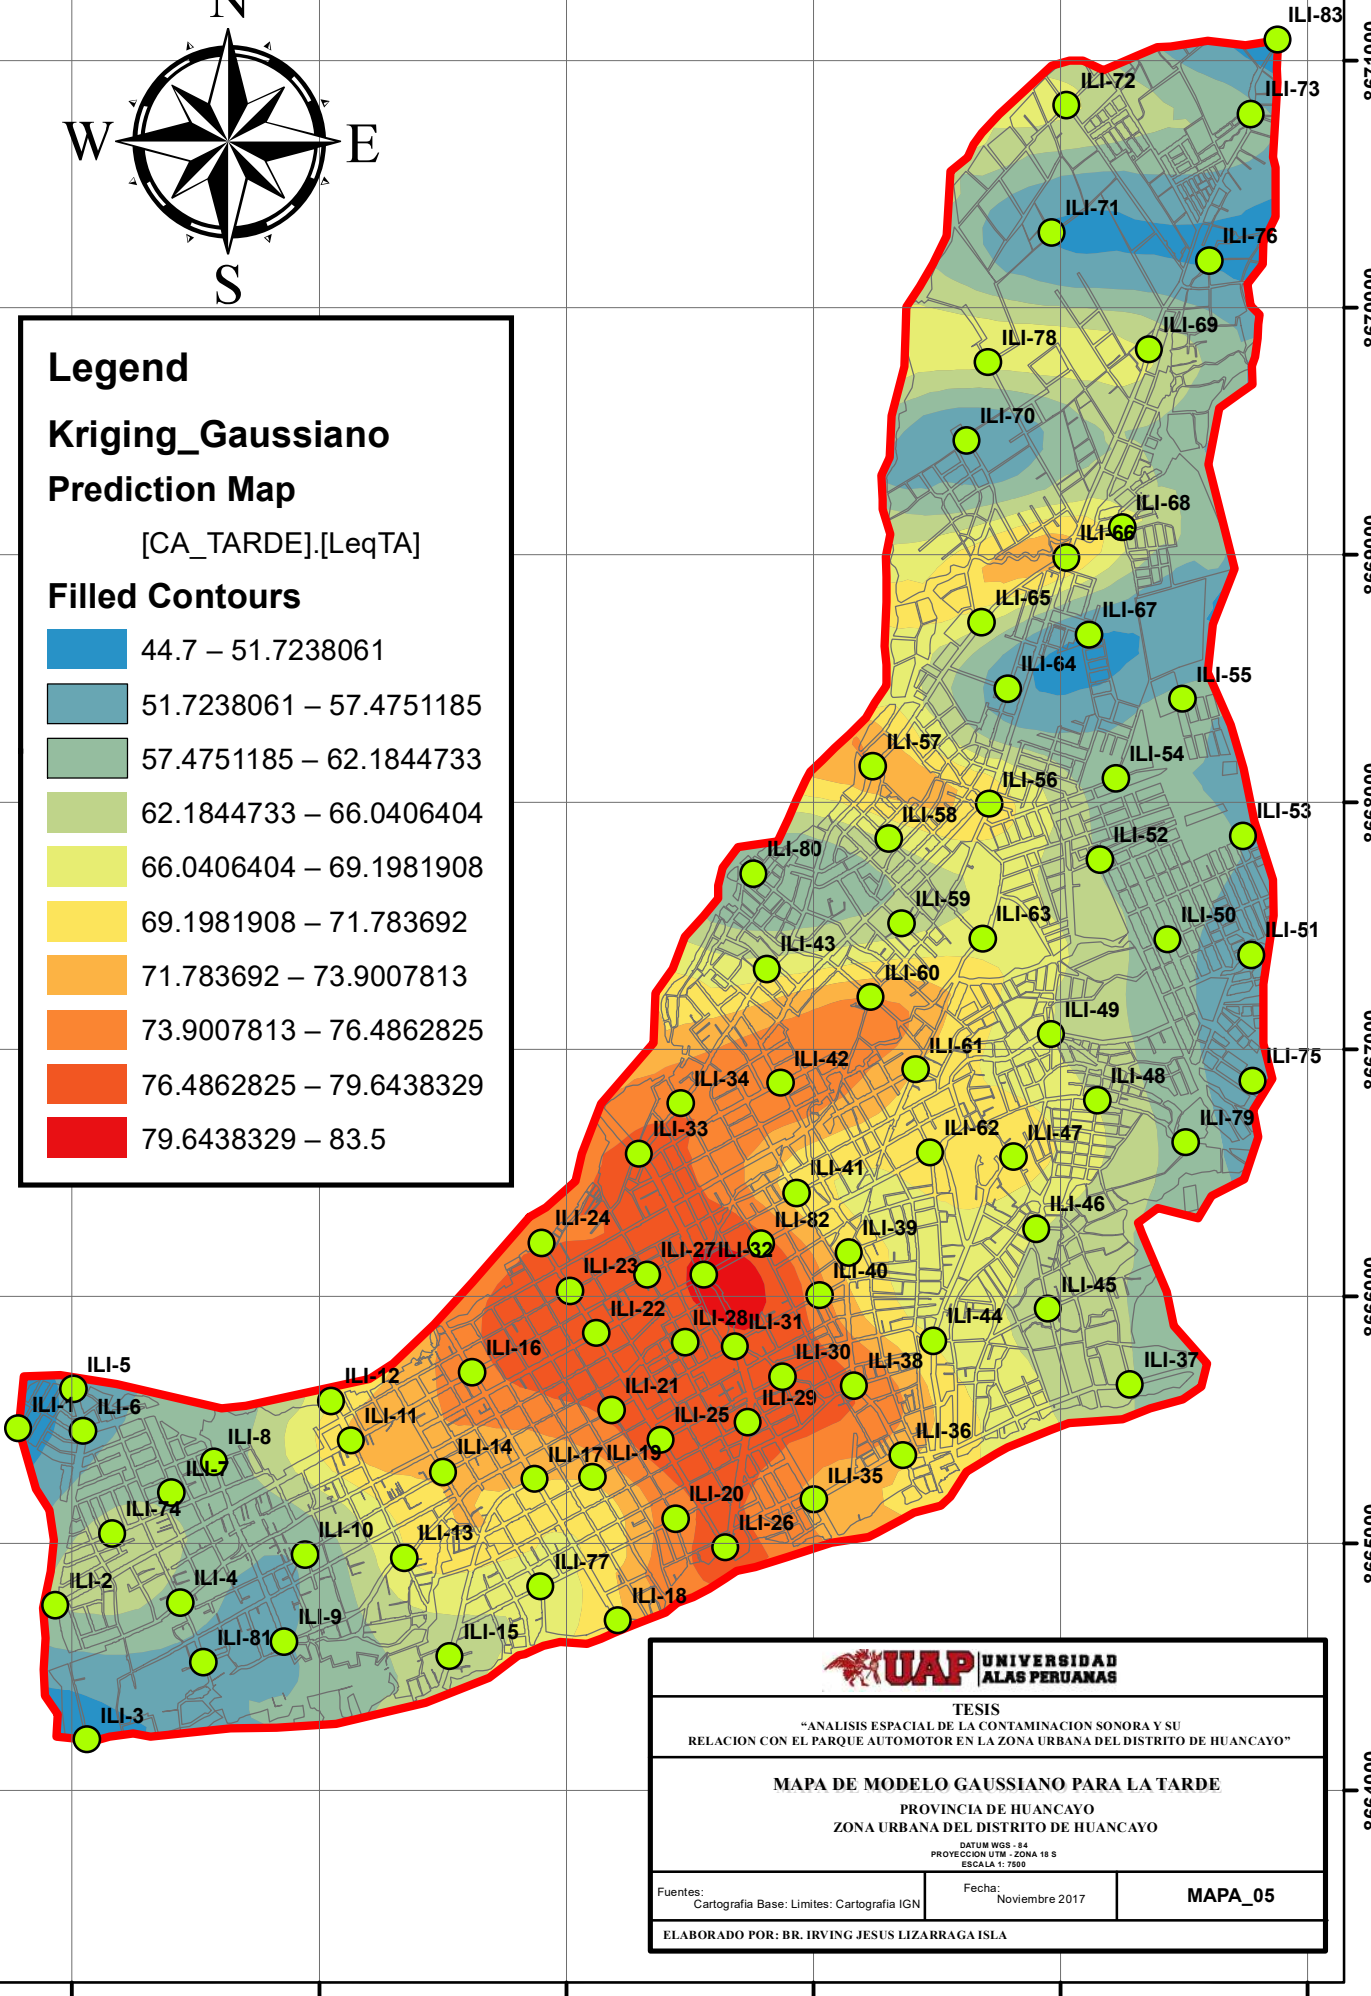 N
W
E
S
Legend
Kriging_Gaussiano
Prediction Map
[CA_TARDE].[LeqTA]
Filled Contours
44.7 – 51.7238061
51.7238061 – 57.4751185
57.4751185 – 62.1844733
62.1844733 – 66.0406404
66.0406404 – 69.1981908
69.1981908 – 71.783692
71.783692 – 73.9007813
73.9007813 – 76.4862825
76.4862825 – 79.6438329
79.6438329 – 83.5
ILI-83
ILI-72
ILI-73
ILI-71
ILI-76
ILI-69
ILI-78
ILI-70
ILI-68
ILI-66
ILI-65
ILI-67
ILI-64
ILI-55
ILI-57
ILI-54
ILI-56
ILI-58
ILI-53
ILI-52
ILI-80
ILI-59
ILI-63
ILI-50
ILI-51
ILI-43
ILI-60
ILI-49
ILI-61
ILI-42
ILI-75
ILI-34
ILI-48
ILI-79
ILI-33
ILI-62
ILI-47
ILI-41
ILI-46
ILI-24
ILI-82
ILI-39
ILI-27
ILI-32
ILI-23
ILI-40
ILI-45
ILI-22
ILI-28
ILI-31
ILI-44
ILI-16
ILI-30
ILI-38
ILI-37
ILI-5
ILI-12
ILI-21
ILI-29
ILI-1
ILI-6
ILI-11
ILI-25
ILI-36
ILI-8
ILI-14
ILI-17
ILI-19
ILI-7
ILI-35
ILI-74
ILI-20
ILI-10
ILI-13
ILI-26
ILI-77
ILI-2
ILI-4
ILI-18
ILI-9
ILI-81
ILI-15
ILI-3
8671000
8670000
8669000
8668000
8667000
8666000
8665000
8664000
UAP
UNIVERSIDAD
ALAS PERUANAS
TESIS
“ANALISIS ESPACIAL DE LA CONTAMINACION SONORA Y SU
RELACION CON EL PARQUE AUTOMOTOR EN LA ZONA URBANA DEL DISTRITO DE HUANCAYO”
MAPA DE MODELO GAUSSIANO PARA LA TARDE
PROVINCIA DE HUANCAYO
ZONA URBANA DEL DISTRITO DE HUANCAYO
DATUM WGS - 84
PROYECCION UTM - ZONA 18 S
ESCALA 1: 7500
Fuentes:
Cartografia Base: Limites: Cartografia IGN
Fecha:
Noviembre 2017
MAPA_05
ELABORADO POR: BR. IRVING JESUS LIZARRAGA ISLA